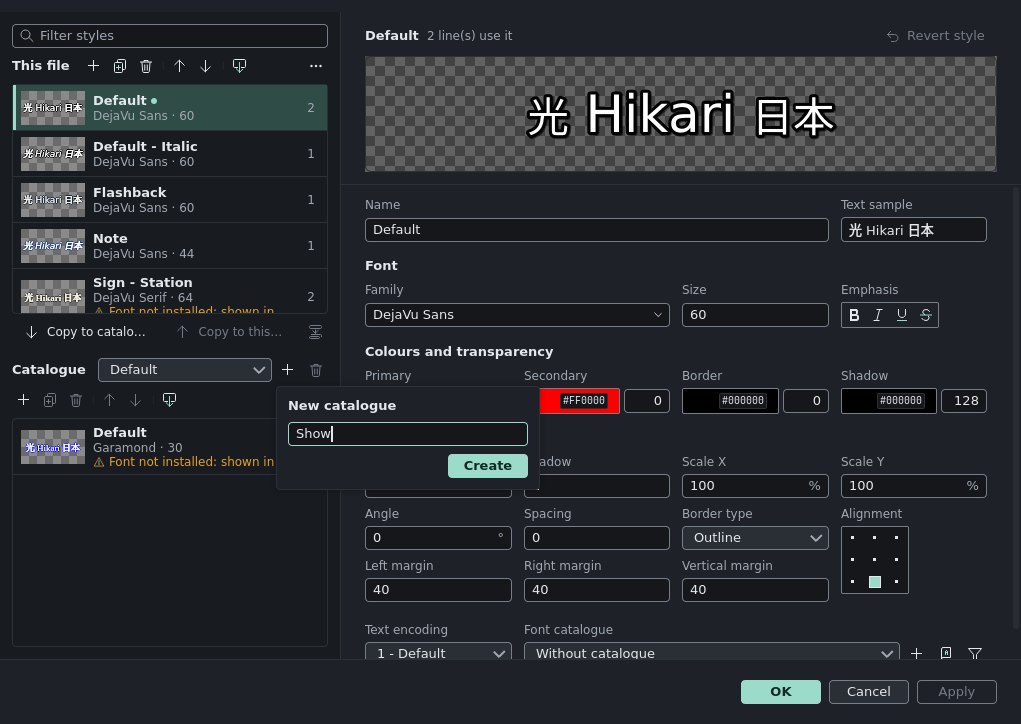 Filter styles
This file
光 Hikari 日本
Default
DejaVu Sans · 60
2
光 Hikari 日本
Default - Italic
DejaVu Sans · 60
1
光 Hikari 日本
Flashback
DejaVu Sans · 60
1
光 Hikari 日本
Note
DejaVu Sans · 44
1
光 Hikari 日本
Sign - Station
DejaVu Serif · 64
⚠ Font not installed: shown in
2
Copy to catalo...
Copy to this...
Catalogue
Default
光 Hikari 日本
Default
Garamond · 30
⚠ Font not installed: shown in
New catalogue
Show
Create
Default 2 line(s) use it
Revert style
光 Hikari 日本
Name
Text sample
Default
光 Hikari 日本
Font
Family
Size
Emphasis
DejaVu Sans
60
B I U S
Colours and transparency
Primary
Secondary
Border
Shadow
#FF0000
0
#000000
0
#000000
128
Scale X
Scale Y
100 %
100 %
Angle
Spacing
Border type
Alignment
0 °
0
Outline
Left margin
Right margin
Vertical margin
40
40
40
Text encoding
Font catalogue
1 - Default
Without catalogue
OK
Cancel
Apply